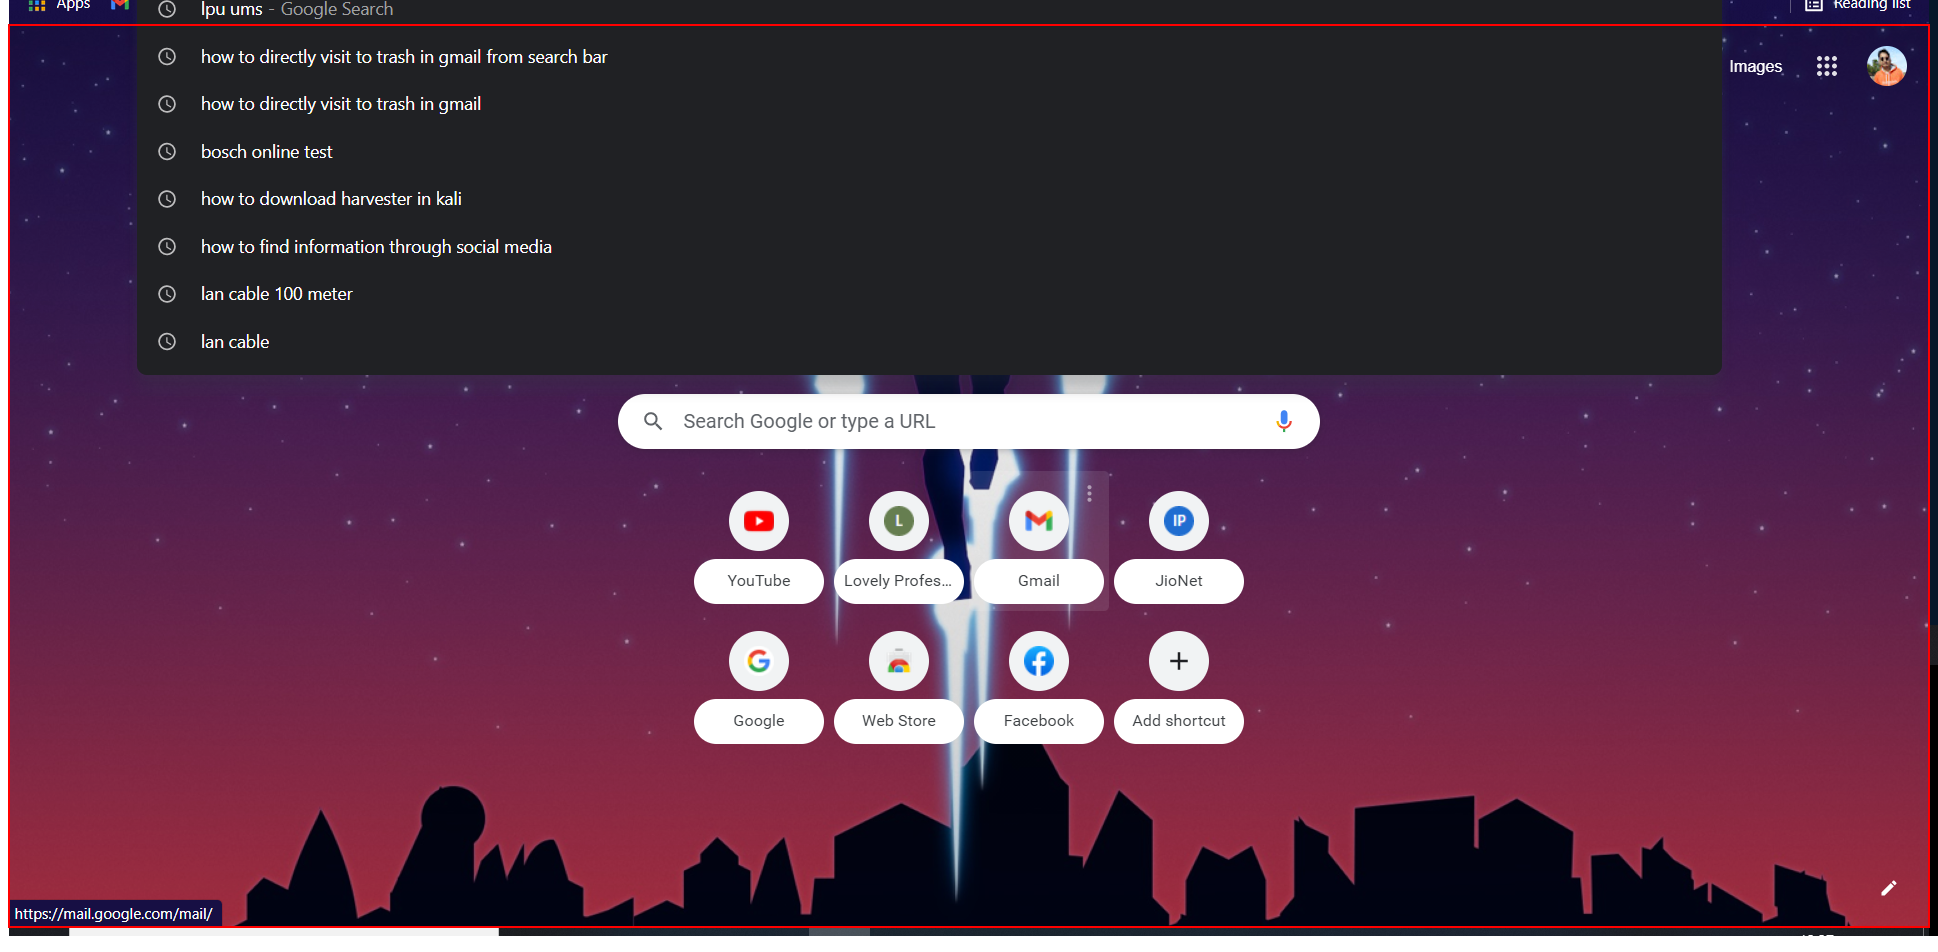 Apps
Reading list
lpu ums - Google Search
how to directly visit to trash in gmail from search bar
Images
how to directly visit to trash in gmail
bosch online test
how to download harvester in kali
how to find information through social media
lan cable 100 meter
lan cable
Search Google or type a URL
L
IP
YouTube
Lovely Profes...
Gmail
JioNet
Google
Web Store
Facebook
Add shortcut
https://mail.google.com/mail/